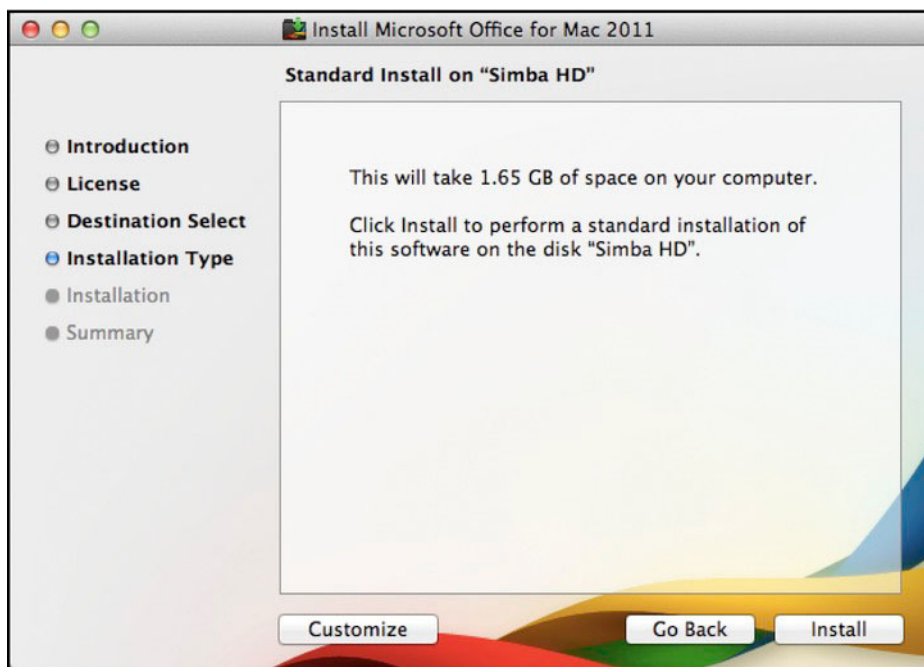 Install Microsoft Office for Mac 2011
Standard Install on “Simba HD”
Introduction
License
Destination Select
Installation Type
Installation
Summary
This will take 1.65 GB of space on your computer.
Click Install to perform a standard installation of
this software on the disk “Simba HD”.
Customize
Go Back
Install